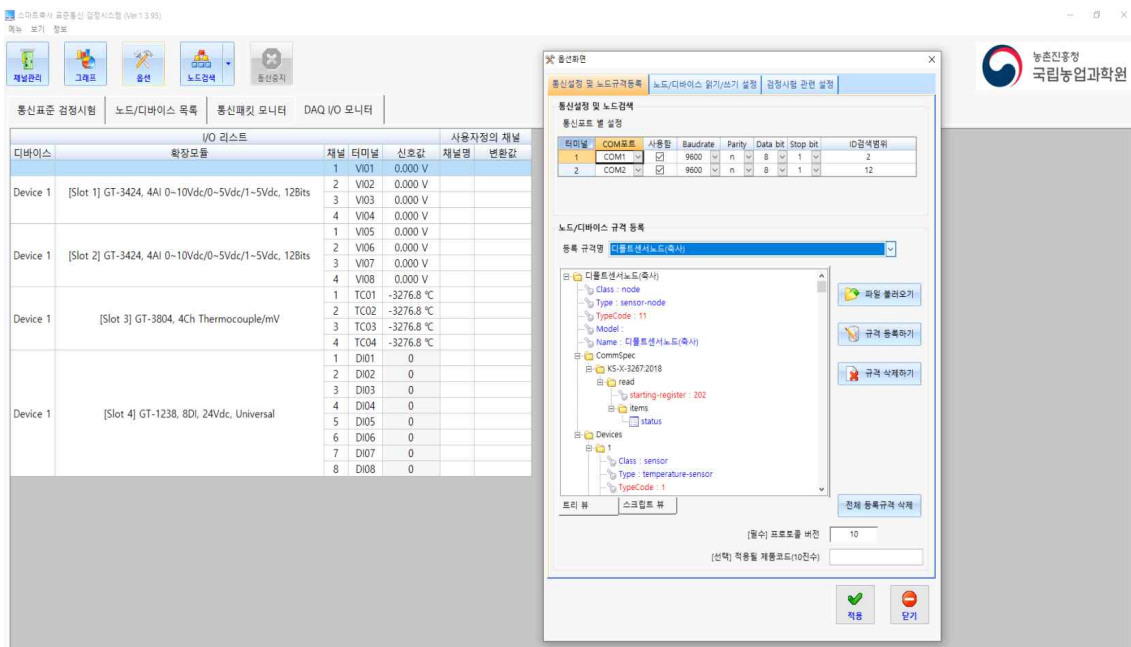 스마트축사 표준통신 검정시스템 (Ver.1.3.95)
메뉴 보기 정보
채널관리 그래프 옵션 노드검색 통신중지
농촌진흥청
국립농업과학원
통신표준 검정시험 노드/디바이스 목록 통신패킷 모니터 DAQ I/O 모니터
I/O 리스트 사용자정의 채널
디바이스 확장모듈 채널 터미널 신호값 채널명 변환값
Device 1 [Slot 1] GT-3424, 4AI 0~10Vdc/0~5Vdc/1~5Vdc, 12Bits
1 VI01 0.000 V
2 VI02 0.000 V
3 VI03 0.000 V
4 VI04 0.000 V
Device 1 [Slot 2] GT-3424, 4AI 0~10Vdc/0~5Vdc/1~5Vdc, 12Bits
1 VI05 0.000 V
2 VI06 0.000 V
3 VI07 0.000 V
4 VI08 0.000 V
Device 1 [Slot 3] GT-3804, 4Ch Thermocouple/mV
1 TC01 -3276.8 ℃
2 TC02 -3276.8 ℃
3 TC03 -3276.8 ℃
4 TC04 -3276.8 ℃
Device 1 [Slot 4] GT-1238, 8DI, 24Vdc, Universal
1 DI01 0
2 DI02 0
3 DI03 0
4 DI04 0
5 DI05 0
6 DI06 0
7 DI07 0
8 DI08 0
옵션화면
통신설정 및 노드규격등록 노드/디바이스 읽기/쓰기 설정 검정시험 관련 설정
통신설정 및 노드검색
통신포트 별 설정
터미널 COM포트 사용함 Baudrate Parity Data bit Stop bit ID검색범위
1 COM1 9600 n 8 1 2
2 COM2 9600 n 8 1 12
노드/디바이스 규격 등록
등록 규격명 디폴트센서노드(축사)
디폴트센서노드(축사)
Class : node
Type : sensor-node
TypeCode : 11
Model :
Name : 디폴트센서노드(축사)
CommSpec
KS-X-3267:2018
read
starting-register : 202
items
status
Devices
1
Class : sensor
Type : temperature-sensor
TypeCode : 1
파일 불러오기
규격 등록하기
규격 삭제하기
트리 뷰 스크립트 뷰
전체 등록규격 삭제
[필수] 프로토콜 버전 10
[선택] 적용될 제품코드(10진수)
적용 닫기